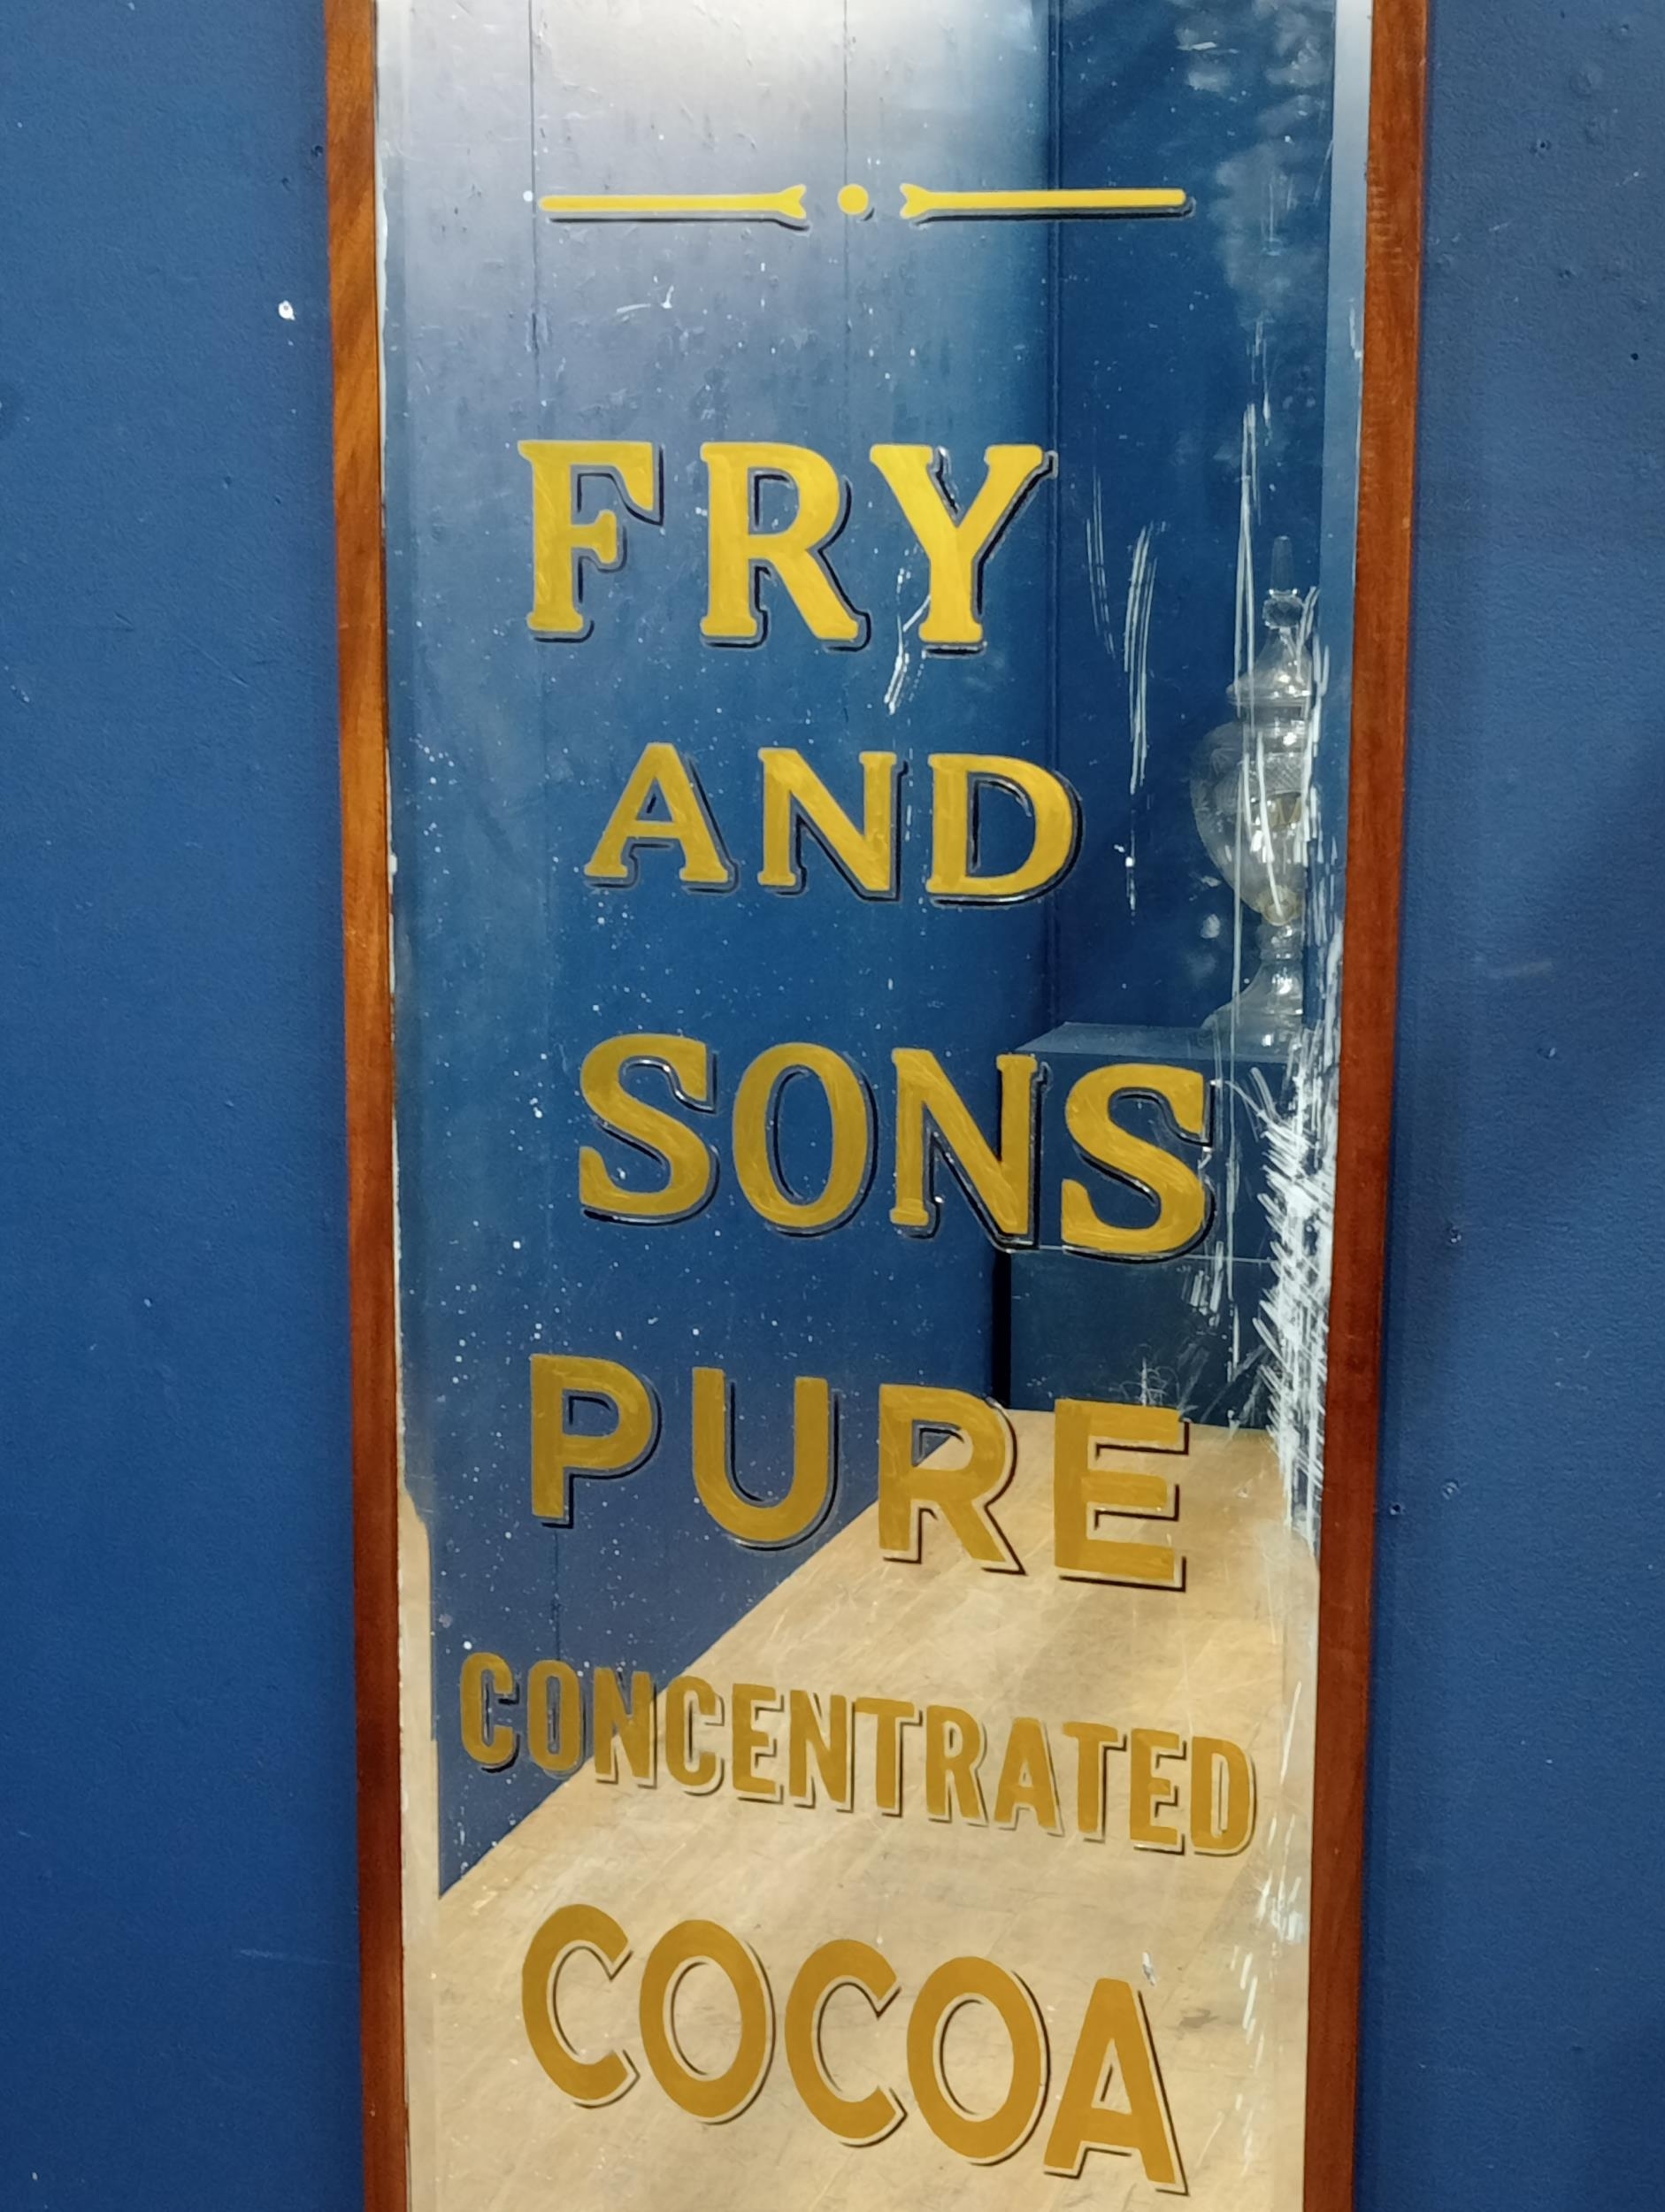 FRY
AND
SONS
PURE
CONCENTRATED
COCOA